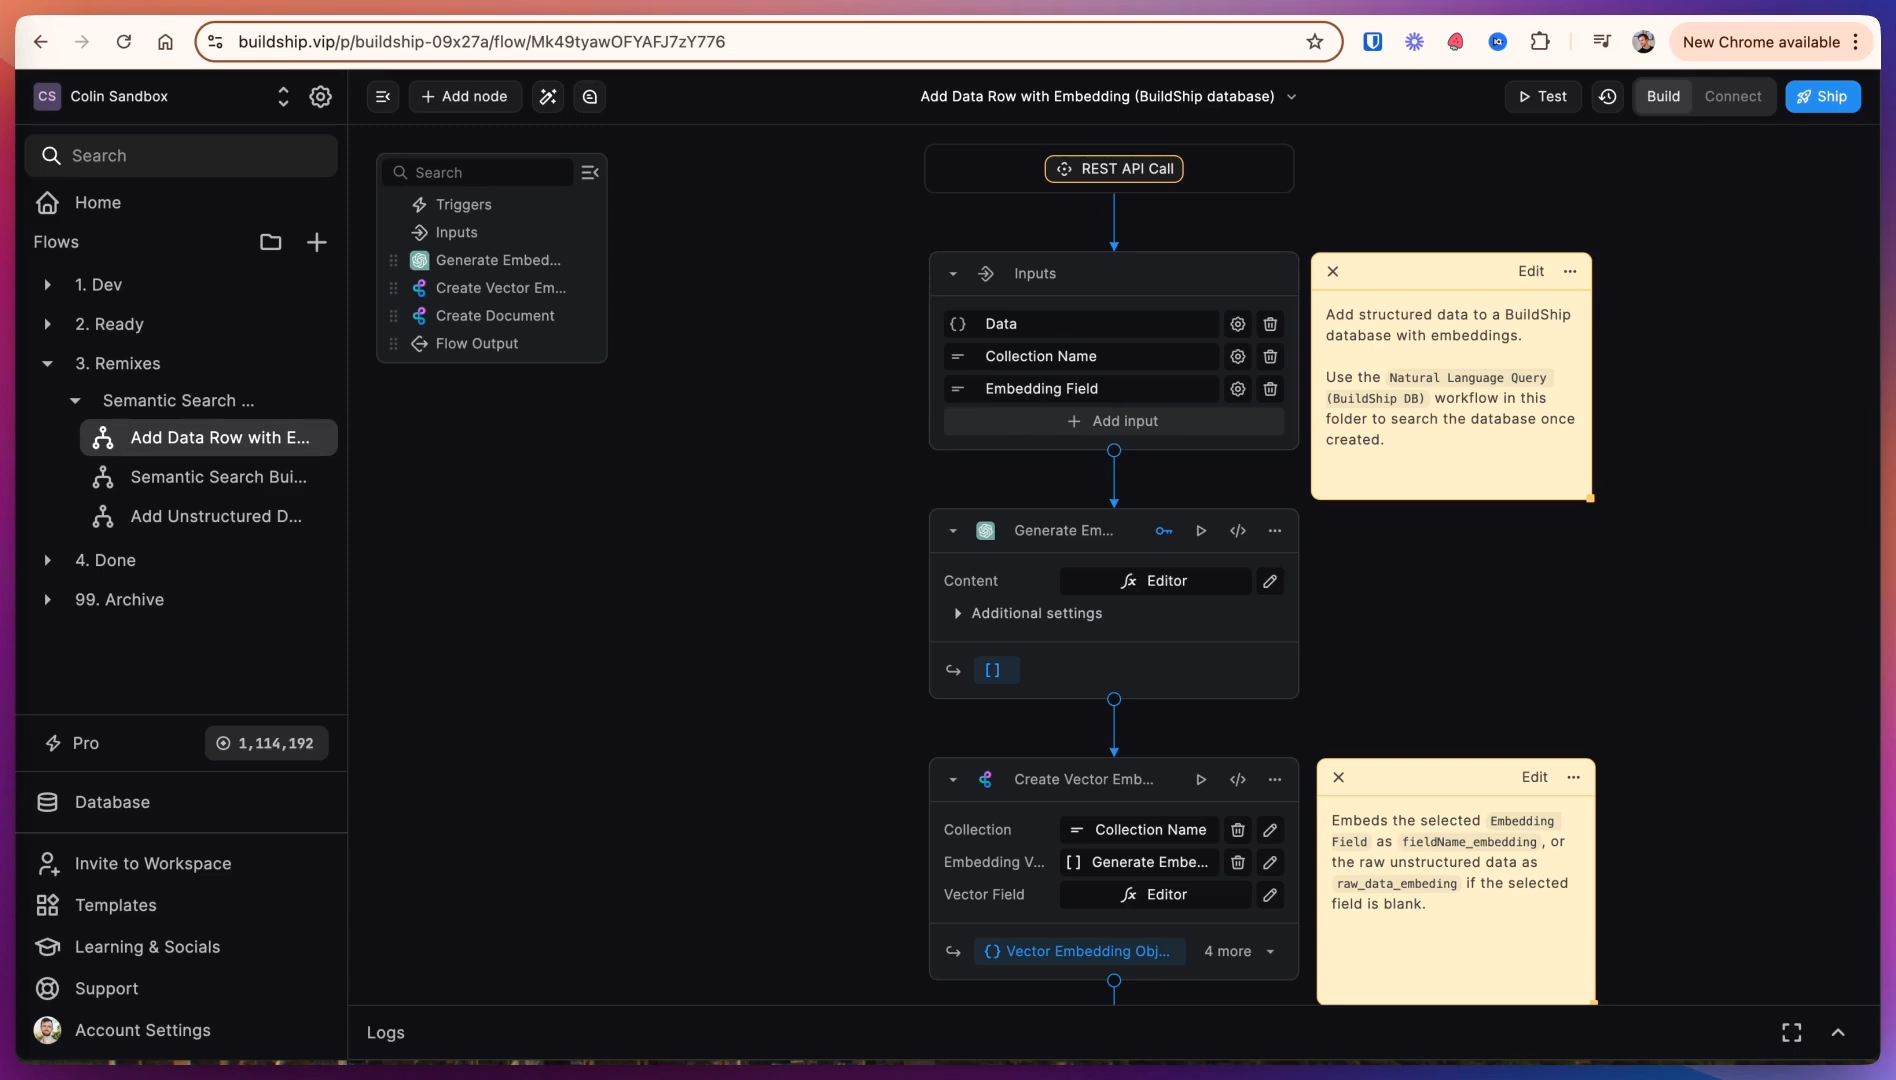 buildship.vip/p/buildship-09x27a/flow/Mk49tyawOFYAFJ7zY776
New Chrome available
CS Colin Sandbox
Add node
Add Data Row with Embedding (BuildShip database)
Test
Build
Connect
Ship
Search
Home
Flows
1. Dev
2. Ready
3. Remixes
Semantic Search ...
Add Data Row with E...
Semantic Search Bui...
Add Unstructured D...
4. Done
99. Archive
Pro
1,114,192
Database
Invite to Workspace
Templates
Learning & Socials
Support
Account Settings
Search
Triggers
Inputs
Generate Embed...
Create Vector Em...
Create Document
Flow Output
REST API Call
Inputs
{} Data
Collection Name
Embedding Field
+ Add input
Edit ...
Add structured data to a BuildShip
database with embeddings.
Use the Natural Language Query
(BuildShip DB) workflow in this
folder to search the database once
created.
Generate Em...
</> ...
Content
fx Editor
Additional settings
[]
Create Vector Emb...
</> ...
Collection
Collection Name
Embedding V...
[] Generate Embe...
Vector Field
fx Editor
{} Vector Embedding Obj...
4 more
Edit ...
Embeds the selected Embedding
Field as fieldName_embedding, or
the raw unstructured data as
raw_data_embeding if the selected
field is blank.
Logs